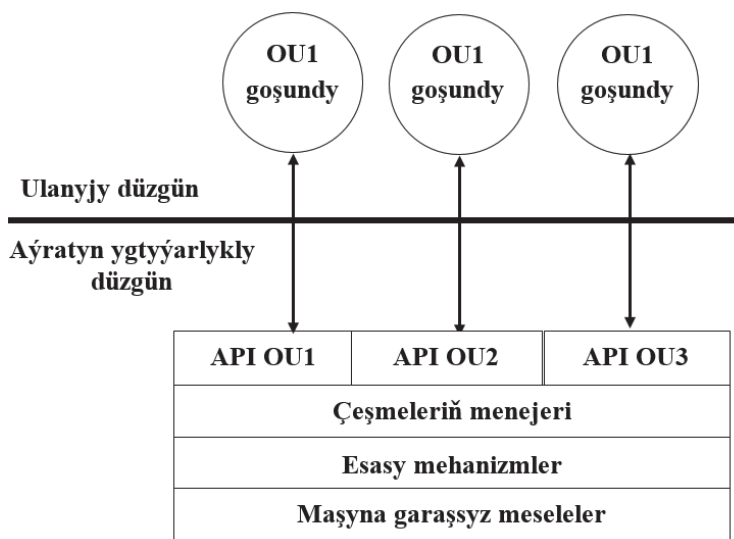 OU1
goşundy
OU1
goşundy
OU1
goşundy
Ulanyjy düzgün
Aýratyn ygtyýarlykly
düzgün
API OU1
API OU2
API OU3
Çeşmeleriň menejeri
Esasy mehanizmler
Maşyna garaşsyz meseleler